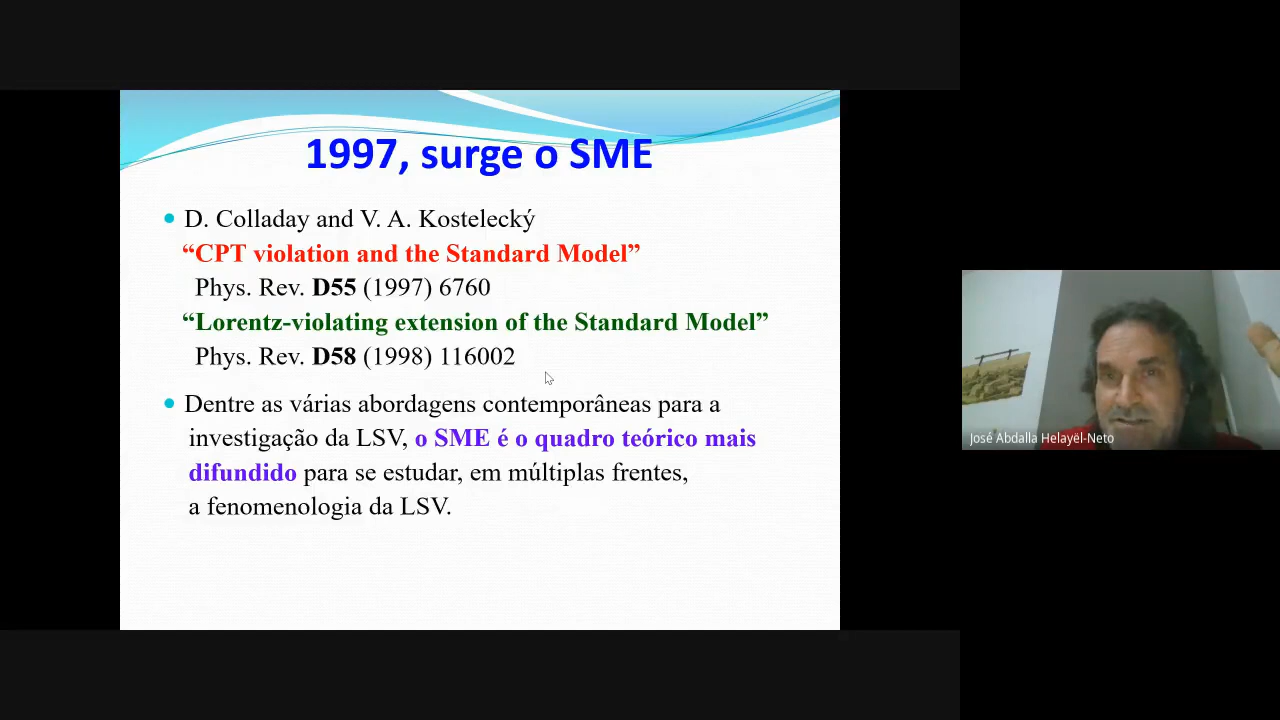 1997, surge o SME
D. Colladay and V. A. Kostelecký
“CPT violation and the Standard Model”
Phys. Rev. D55 (1997) 6760
“Lorentz-violating extension of the Standard Model”
Phys. Rev. D58 (1998) 116002
Dentre as várias abordagens contemporâneas para a
investigação da LSV, o SME é o quadro teórico mais
difundido para se estudar, em múltiplas frentes,
a fenomenologia da LSV.
José Abdalla Helayël-Neto